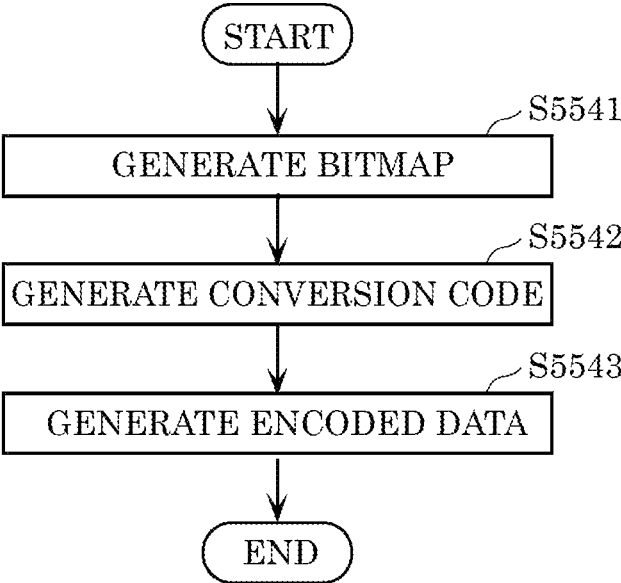 START
S5541
GENERATE BITMAP
S5542
GENERATE CONVERSION CODE
S5543
GENERATE ENCODED DATA
END